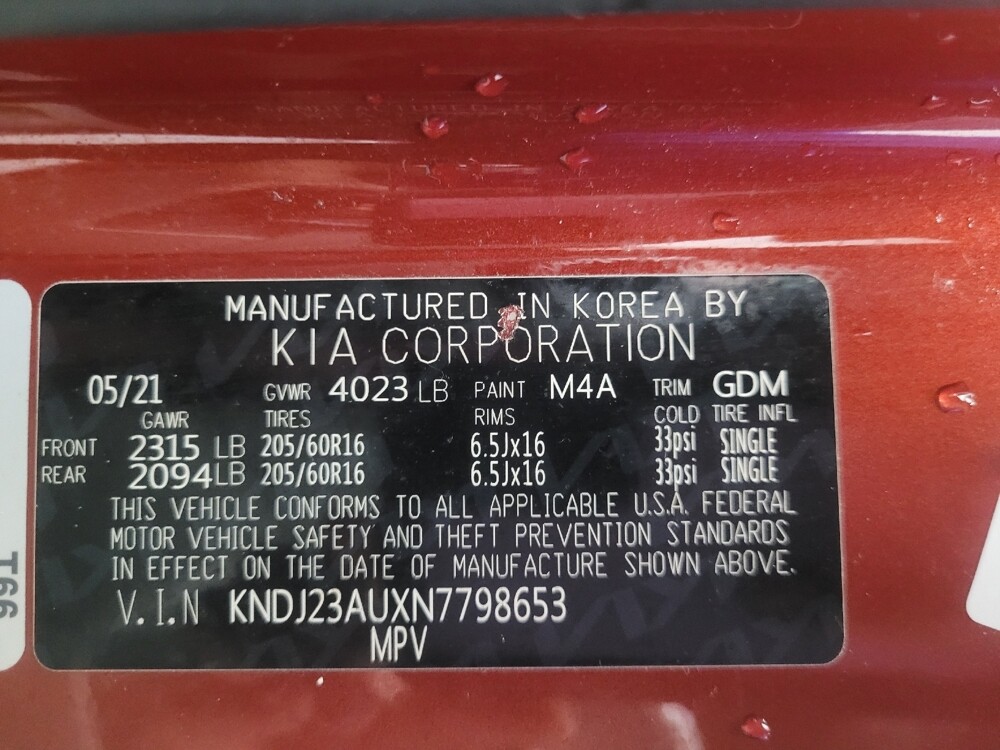 MANUFACTURED IN KOREA BY
KIA CORPORATION
05/21 GVWR 4023 LB PAINT M4A TRIM GDM
GAWR TIRES RIMS COLD TIRE INFL
FRONT 2315 LB 205/60R16 6.5Jx16 33psi SINGLE
REAR 2094 LB 205/60R16 6.5Jx16 33psi SINGLE
THIS VEHICLE CONFORMS TO ALL APPLICABLE U.S.A. FEDERAL
MOTOR VEHICLE SAFETY AND THEFT PREVENTION STANDARDS
IN EFFECT ON THE DATE OF MANUFACTURE SHOWN ABOVE.
V.I.N KNDJ23AUXN7798653
MPV